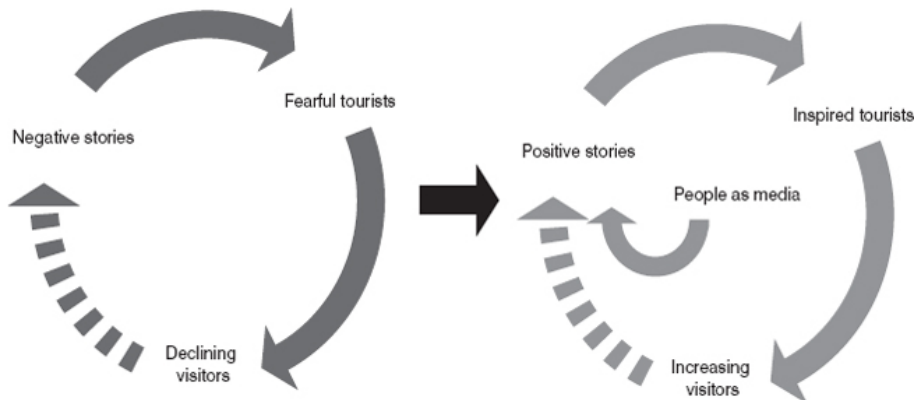 Fearful tourists
Negative stories
Declining
visitors
Inspired tourists
Positive stories
People as media
Increasing
visitors